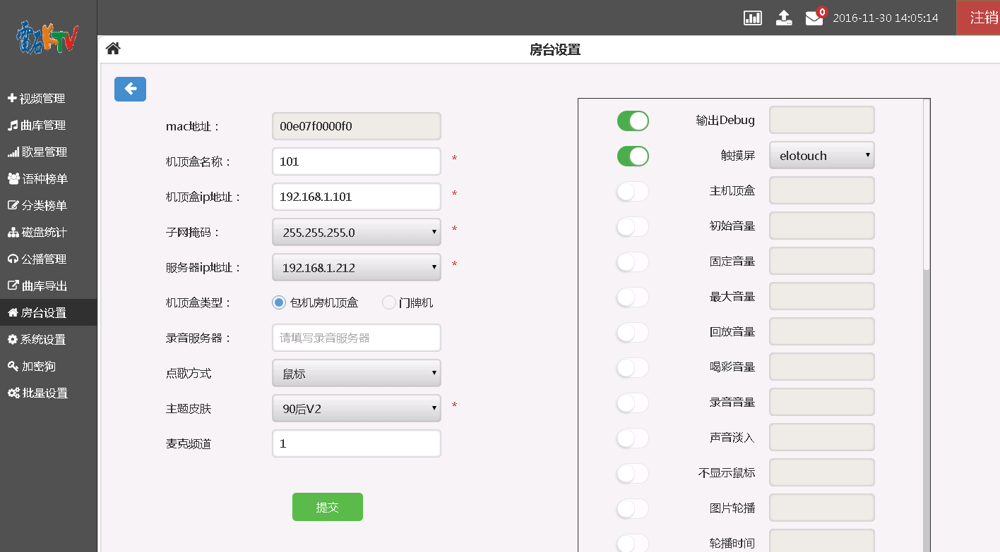 雷石KTV
0
2016-11-30 14:05:14
注销
房台设置
视频管理
曲库管理
歌星管理
语种榜单
分类榜单
磁盘统计
公播管理
曲库导出
房台设置
系统设置
加密狗
批量设置
mac地址：
00e07f0000f0
机顶盒名称：
101
*
机顶盒ip地址：
192.168.1.101
*
子网掩码：
255.255.255.0
*
服务器ip地址：
192.168.1.212
*
机顶盒类型：
包机房机顶盒
门牌机
录音服务器：
请填写录音服务器
点歌方式
鼠标
主题皮肤
90后V2
*
麦克频道
1
提交
输出Debug
触摸屏
elotouch
主机顶盒
初始音量
固定音量
最大音量
回放音量
喝彩音量
录音音量
声音淡入
不显示鼠标
图片轮播
轮播时间